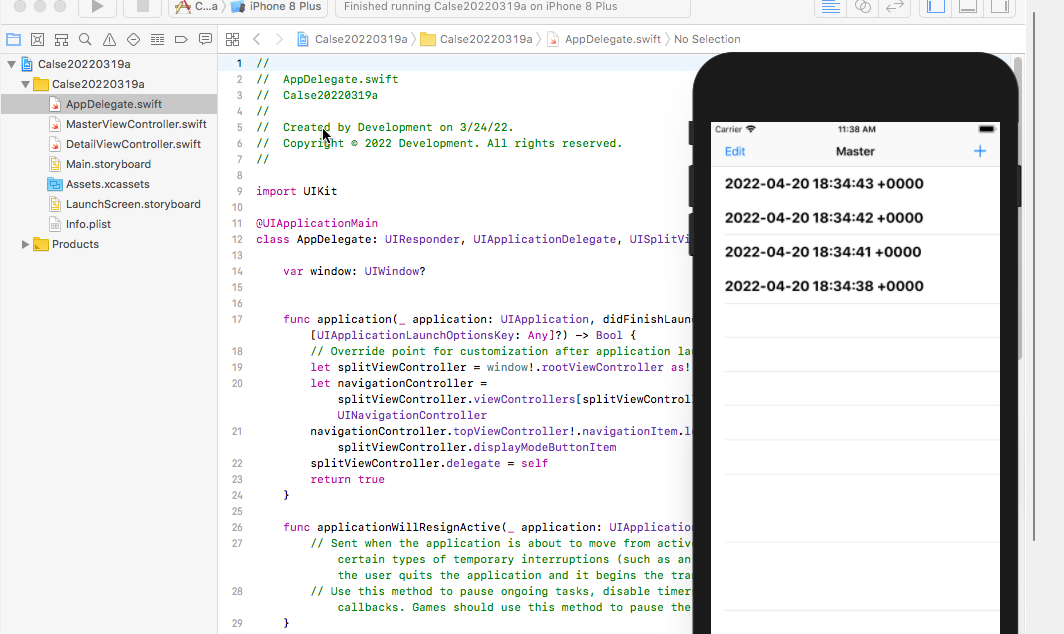 C...a
iPhone 8 Plus
Finished running Calse20220319a on iPhone 8 Plus
Calse20220319a
Calse20220319a
AppDelegate.swift
No Selection
Calse20220319a
Calse20220319a
AppDelegate.swift
MasterViewController.swift
DetailViewController.swift
Main.storyboard
Assets.xcassets
LaunchScreen.storyboard
Info.plist
Products
1 //
2 //  AppDelegate.swift
3 //  Calse20220319a
4 //
5 //  Created by Development on 3/24/22.
6 //  Copyright © 2022 Development. All rights reserved.
7 //
8
9 import UIKit
10
11 @UIApplicationMain
12 class AppDelegate: UIResponder, UIApplicationDelegate, UISplitVi
13
14     var window: UIWindow?
15
16
17     func application(_ application: UIApplication, didFinishLaun
[UIApplicationLaunchOptionsKey: Any]?) -> Bool {
18         // Override point for customization after application la
19         let splitViewController = window!.rootViewController as!
20         let navigationController =
splitViewController.viewControllers[splitViewControl
UINavigationController
21         navigationController.topViewController!.navigationItem.l
splitViewController.displayModeButtonItem
22         splitViewController.delegate = self
23         return true
24     }
25
26     func applicationWillResignActive(_ application: UIApplication
27         // Sent when the application is about to move from activ
certain types of temporary interruptions (such as an
the user quits the application and it begins the tra
28         // Use this method to pause ongoing tasks, disable timer
callbacks. Games should use this method to pause the
29     }
Carrier
11:38 AM
Edit
Master
+
2022-04-20 18:34:43 +0000
2022-04-20 18:34:42 +0000
2022-04-20 18:34:41 +0000
2022-04-20 18:34:38 +0000